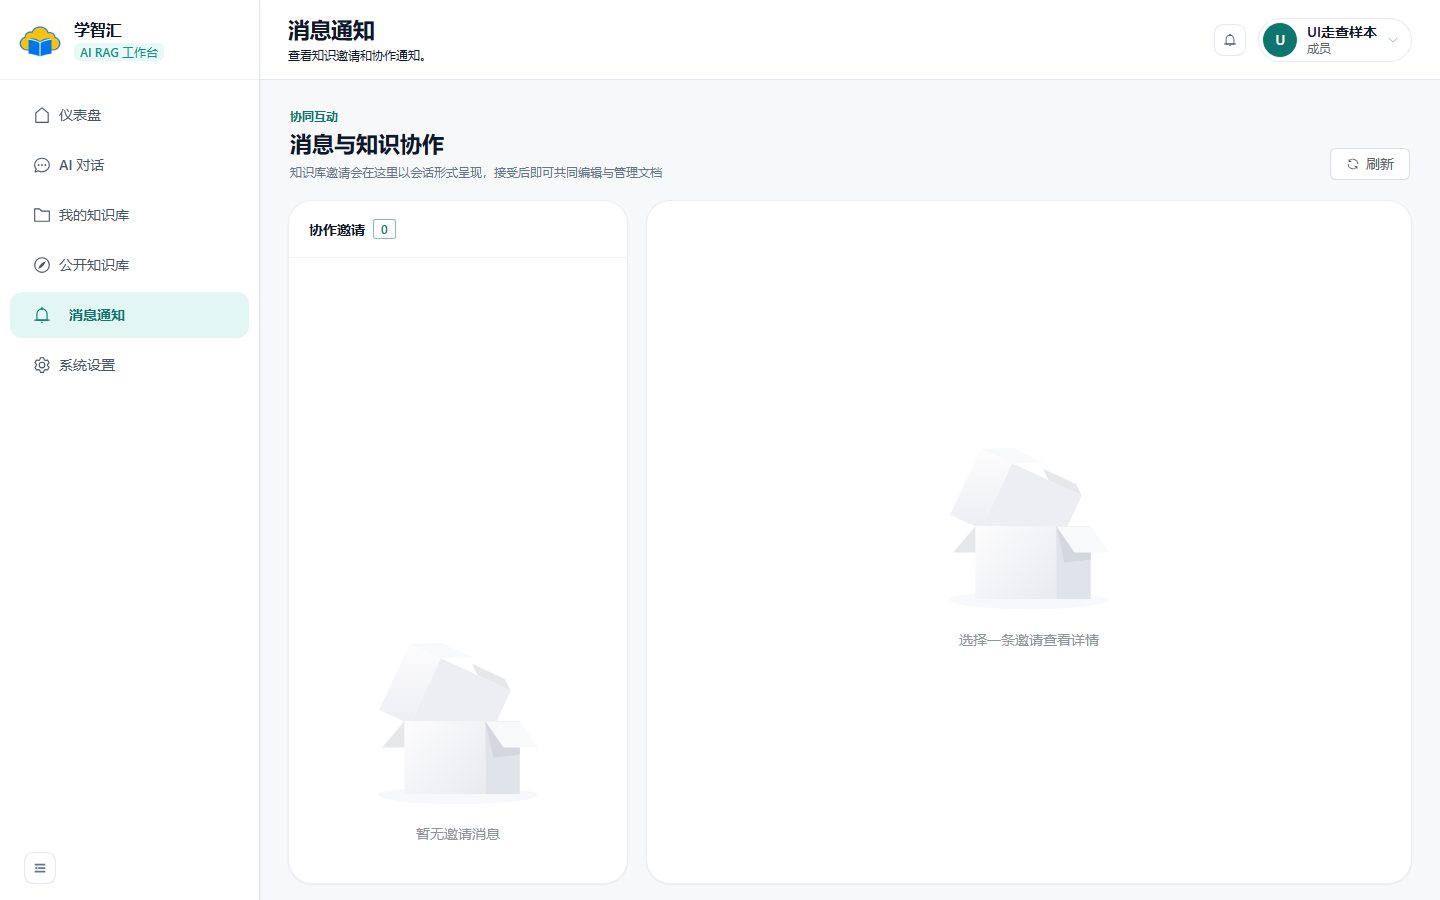 学智汇
AI RAG 工作台
仪表盘
AI 对话
我的知识库
公开知识库
消息通知
系统设置
消息通知
查看知识邀请和协作通知。
U
UI走查样本
成员
协同互动
消息与知识协作
知识库邀请会在这里以会话形式呈现，接受后即可共同编辑与管理文档
刷新
协作邀请 0
暂无邀请消息
选择一条邀请查看详情